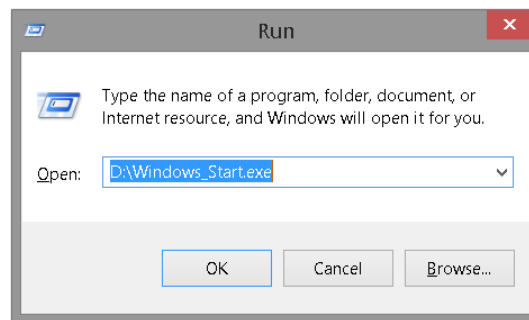 Run
Type the name of a program, folder, document, or
Internet resource, and Windows will open it for you.
Open: D:\Windows_Start.exe
OK Cancel Browse...